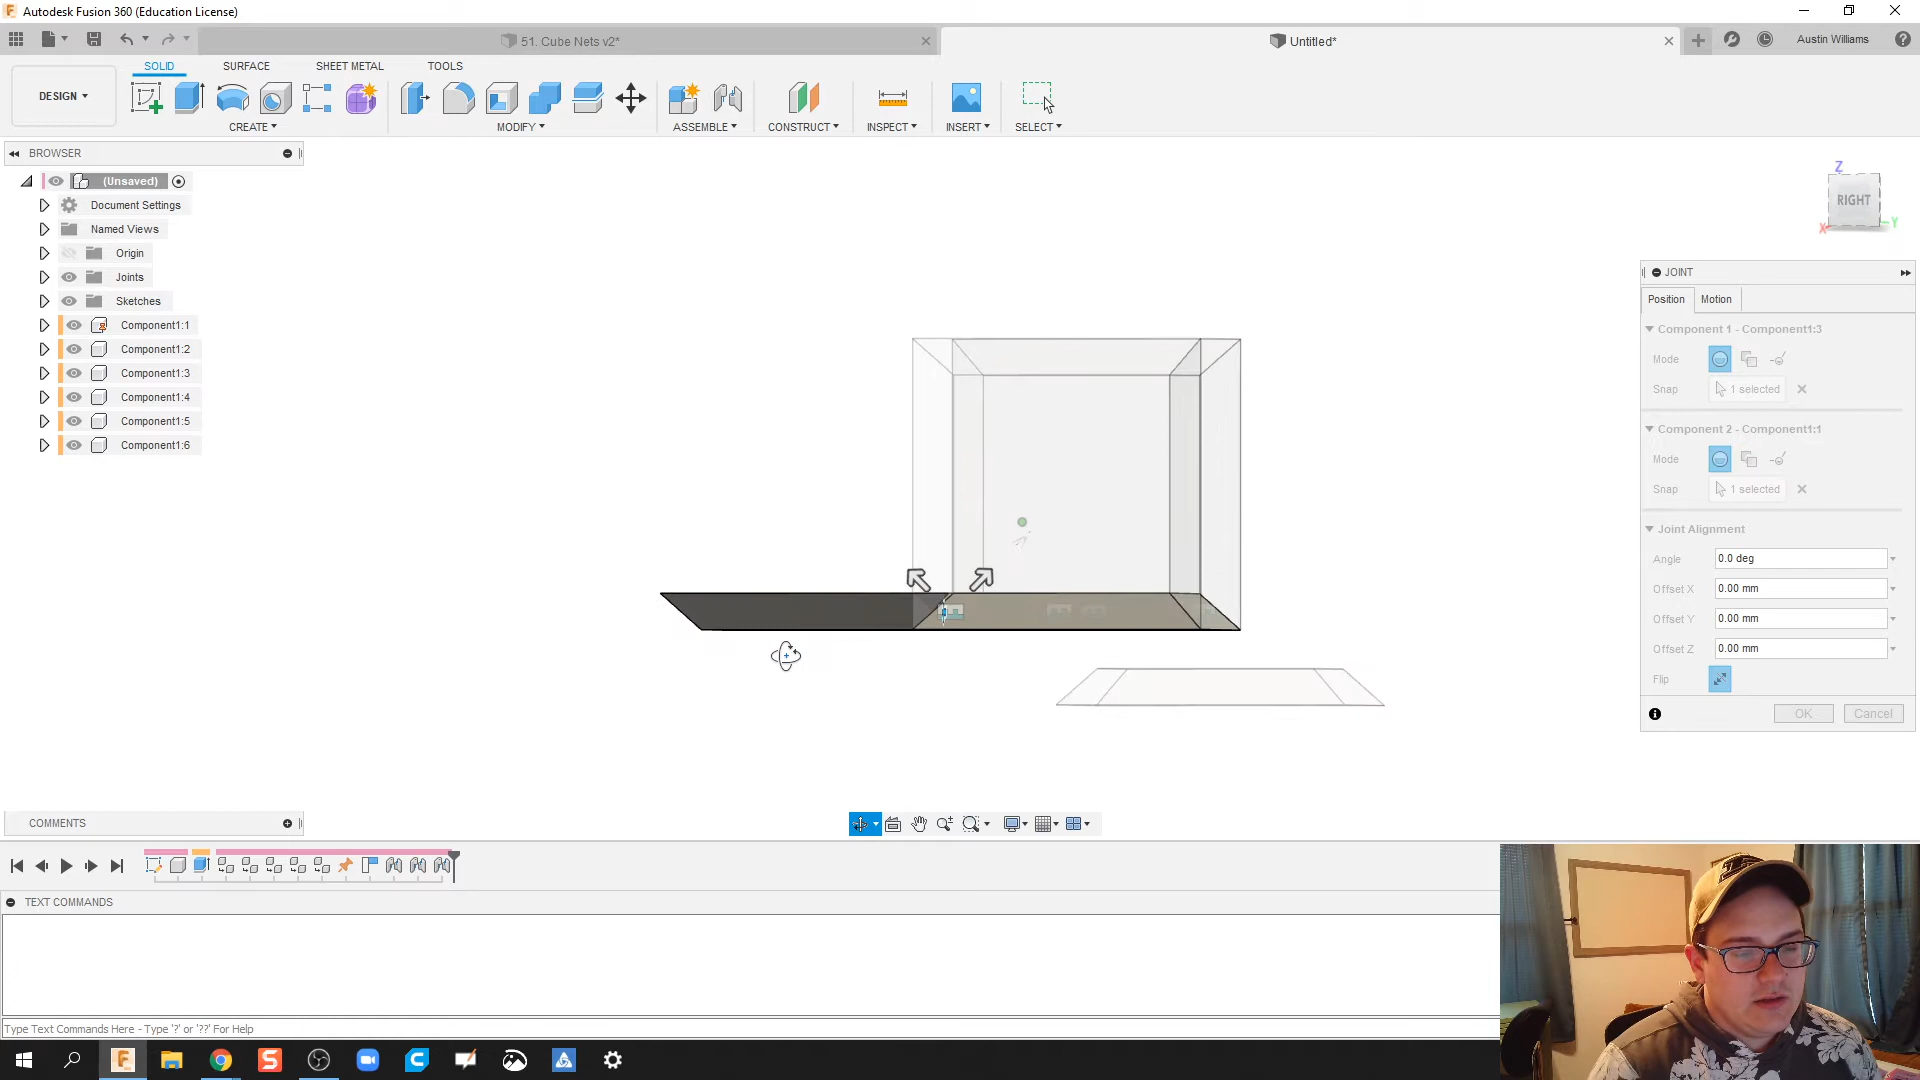 Autodesk Fusion 360 (Education License)
51. Cube Nets v2*
Untitled*
Austin Williams
SOLID
SURFACE
SHEET METAL
TOOLS
DESIGN
CREATE
MODIFY
ASSEMBLE
CONSTRUCT
INSPECT
INSERT
SELECT
BROWSER
(Unsaved)
Document Settings
Named Views
Origin
Joints
Sketches
Component1:1
Component1:2
Component1:3
Component1:4
Component1:5
Component1:6
Z
RIGHT
X
Y
JOINT
Position
Motion
Component 1 - Component1:3
Mode
Snap
1 selected
Component 2 - Component1:1
Mode
Snap
1 selected
Joint Alignment
Angle
0.0 deg
Offset X
0.00 mm
Offset Y
0.00 mm
Offset Z
0.00 mm
Flip
OK
Cancel
COMMENTS
TEXT COMMANDS
Type Text Commands Here - Type '?' or '??' For Help